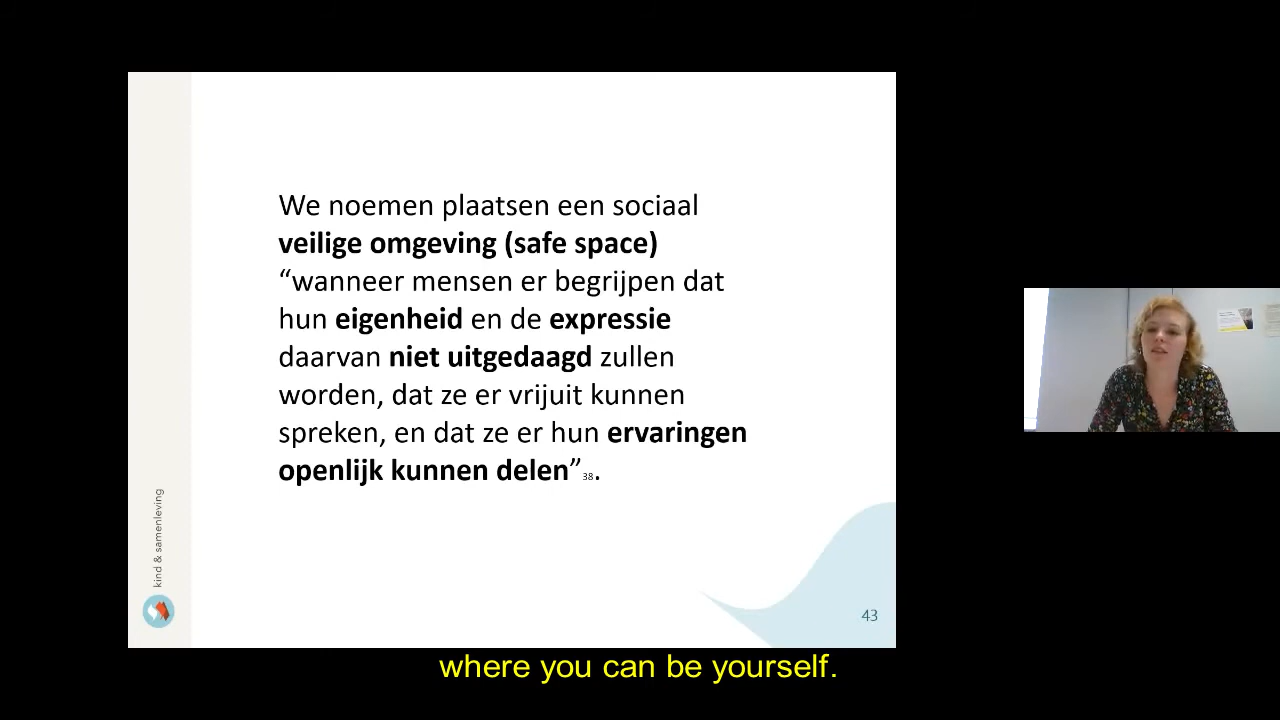 We noemen plaatsen een sociaal
veilige omgeving (safe space)
“wanneer mensen er begrijpen dat
hun eigenheid en de expressie
daarvan niet uitgedaagd zullen
worden, dat ze er vrijuit kunnen
spreken, en dat ze er hun ervaringen
openlijk kunnen delen”38.
kind & samenleving
43
where you can be yourself.